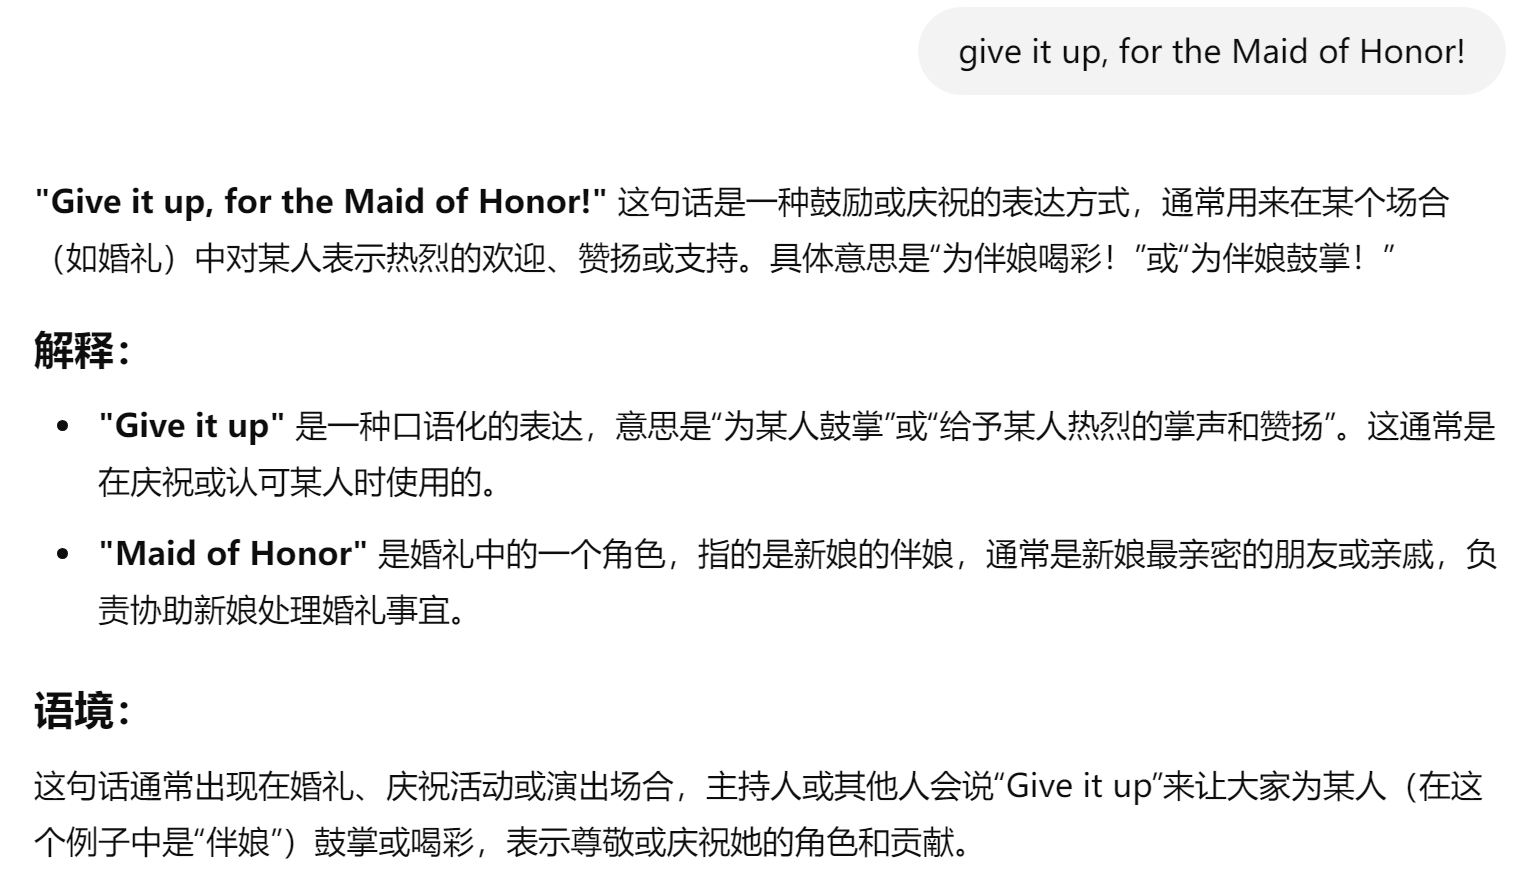 give it up, for the Maid of Honor!
"Give it up, for the Maid of Honor!" 这句话是一种鼓励或庆祝的表达方式，通常用来在某个场合
（如婚礼）中对某人表示热烈的欢迎、赞扬或支持。具体意思是“为伴娘喝彩！”或“为伴娘鼓掌！”
解释：
• "Give it up" 是一种口语化的表达，意思是“为某人鼓掌”或“给予某人热烈的掌声和赞扬”。这通常是
在庆祝或认可某人时使用的。
• "Maid of Honor" 是婚礼中的一个角色，指的是新娘的伴娘，通常是新娘最亲密的朋友或亲戚，负
责协助新娘处理婚礼事宜。
语境：
这句话通常出现在婚礼、庆祝活动或演出场合，主持人或其他人会说“Give it up”来让大家为某人（在这
个例子中是“伴娘”）鼓掌或喝彩，表示尊敬或庆祝她的角色和贡献。